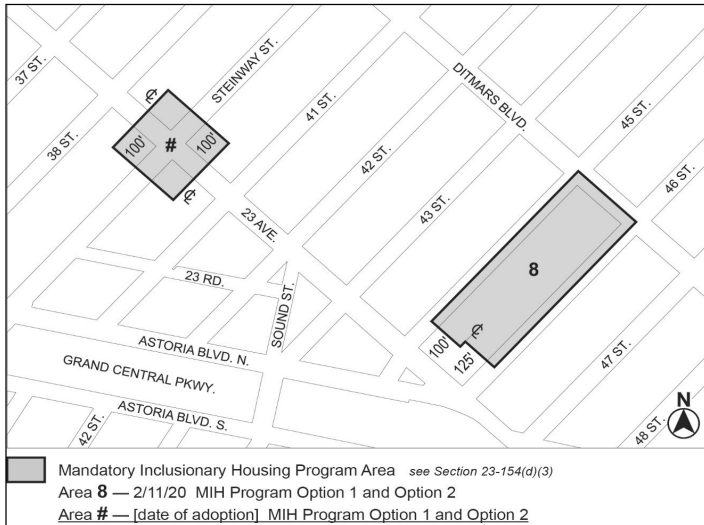 37 ST.
38 ST.
STEINWAY ST.
41 ST.
42 ST.
43 ST.
DITMARS BLVD.
45 ST.
46 ST.
47 ST.
48 ST.
℄
100'
#
100'
℄
23 AVE.
23 RD.
SOUND ST.
ASTORIA BLVD. N.
GRAND CENTRAL PKWY.
ASTORIA BLVD. S.
42 ST.
8
℄
100'
125'
N
Mandatory Inclusionary Housing Program Area see Section 23-154(d)(3)
Area 8 — 2/11/20 MIH Program Option 1 and Option 2
Area # — [date of adoption] MIH Program Option 1 and Option 2